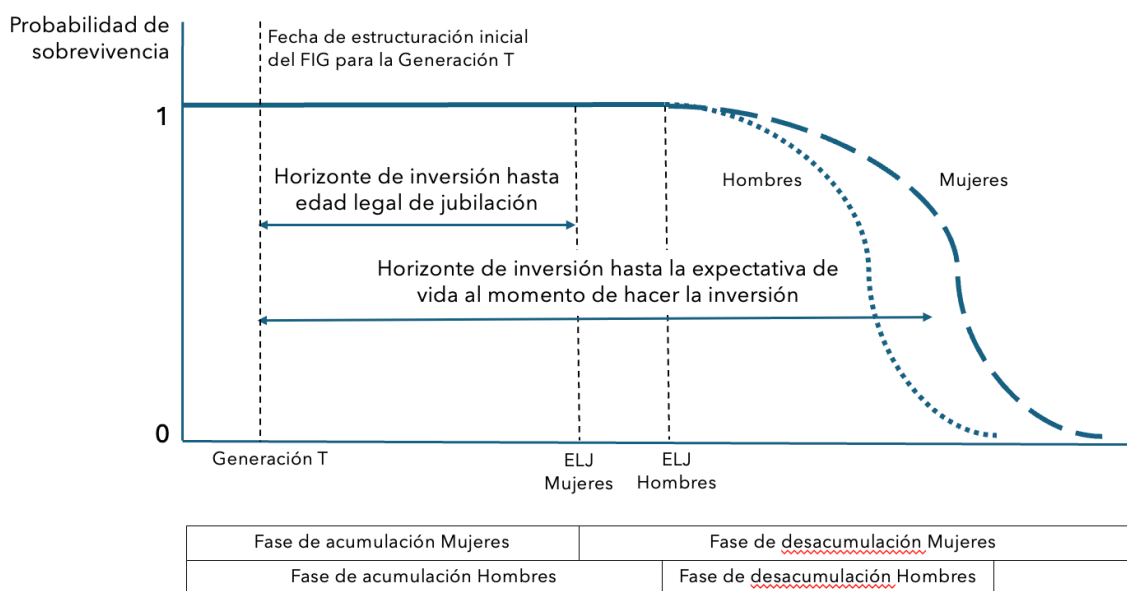 Probabilidad de
sobrevivencia
Fecha de estructuración inicial
del FIG para la Generación T
1
Horizonte de inversión hasta
edad legal de jubilación
Hombres
Mujeres
Horizonte de inversión hasta la expectativa de
vida al momento de hacer la inversión
0
Generación T
ELJ
Mujeres
ELJ
Hombres
Fase de acumulación Mujeres
Fase de desacumulación Mujeres
Fase de acumulación Hombres
Fase de desacumulación Hombres